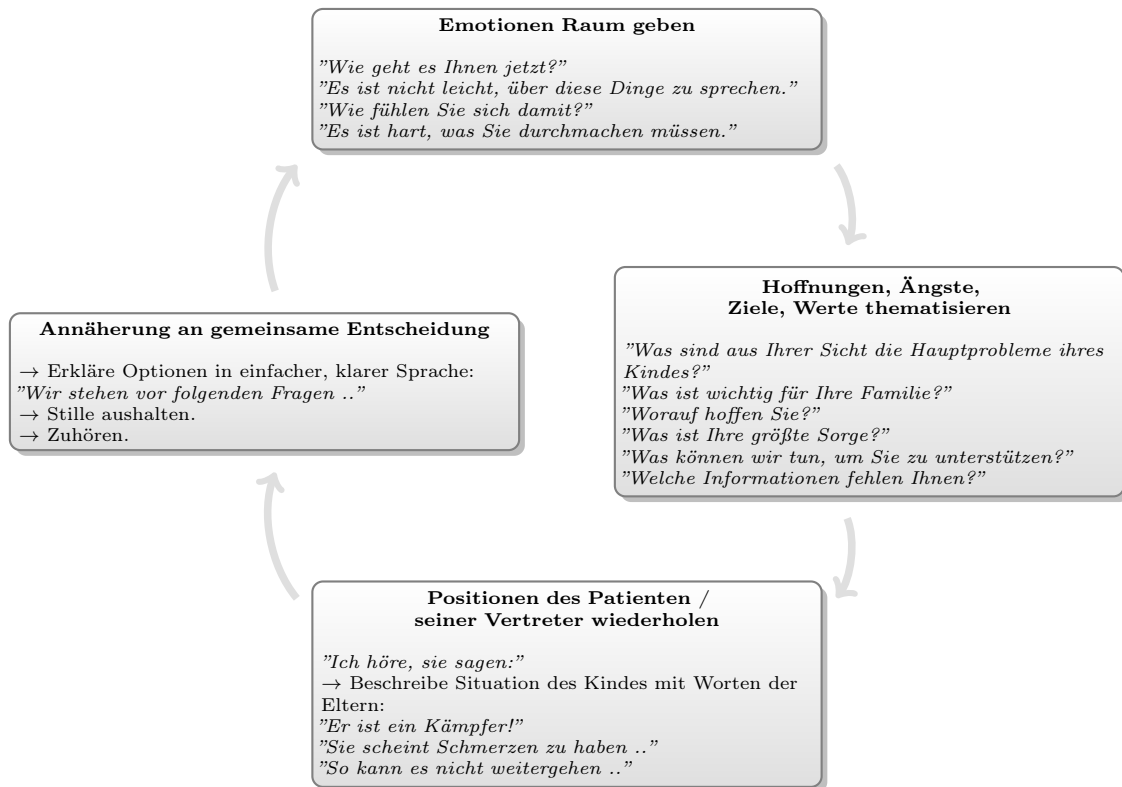 Emotionen Raum geben
”Wie geht es Ihnen jetzt?”
”Es ist nicht leicht, über diese Dinge zu sprechen.”
”Wie fühlen Sie sich damit?”
”Es ist hart, was Sie durchmachen müssen.”
Hoffnungen, Ängste,
Ziele, Werte thematisieren
”Was sind aus Ihrer Sicht die Hauptprobleme ihres
Kindes?”
”Was ist wichtig für Ihre Familie?”
”Worauf hoffen Sie?”
”Was ist Ihre größte Sorge?”
”Was können wir tun, um Sie zu unterstützen?”
”Welche Informationen fehlen Ihnen?”
Positionen des Patienten /
seiner Vertreter wiederholen
”Ich höre, sie sagen:”
→ Beschreibe Situation des Kindes mit Worten der
Eltern:
”Er ist ein Kämpfer!”
”Sie scheint Schmerzen zu haben ..”
”So kann es nicht weitergehen ..”
Annäherung an gemeinsame Entscheidung
→ Erkläre Optionen in einfacher, klarer Sprache:
”Wir stehen vor folgenden Fragen ..”
→ Stille aushalten.
→ Zuhören.